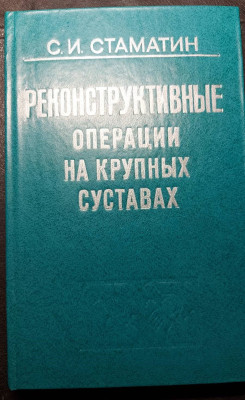 С. И. СТАМАТИН
РЕКОНСТРУКТИВНЫЕ
ОПЕРАЦИИ
НА КРУПНЫХ
СУСТАВАХ